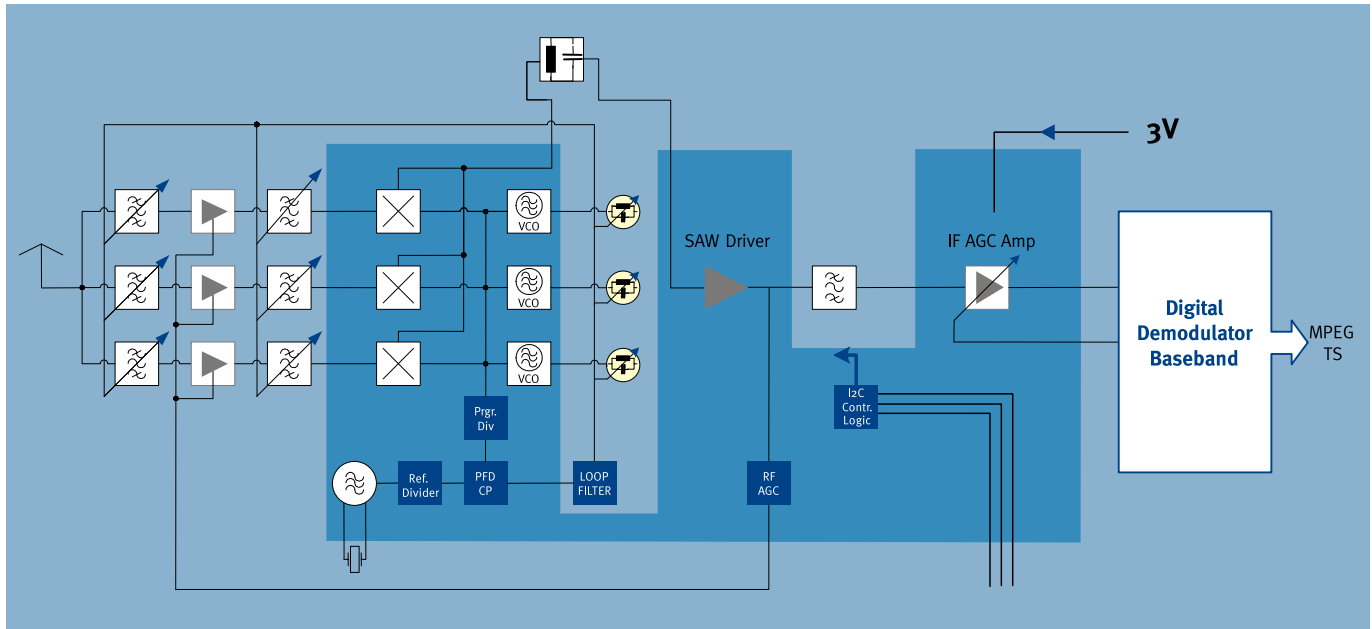 3V
SAW Driver
IF AGC Amp
VCO
VCO
VCO
Digital
Demodulator
Baseband
MPEG
TS
I2C
Contr.
Logic
Prgr.
Div
Ref.
Divider
PFD
CP
LOOP
FILTER
RF
AGC